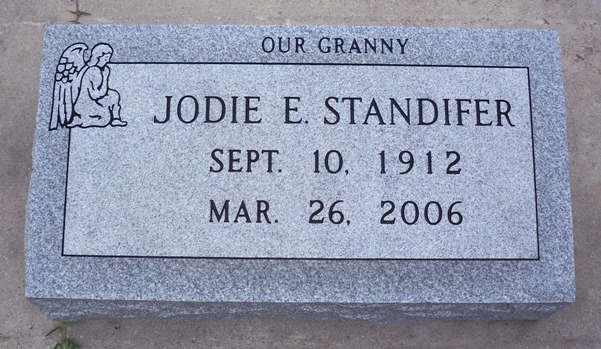 OUR GRANNY
JODIE E. STANDIFER
SEPT. 10, 1912
MAR. 26, 2006